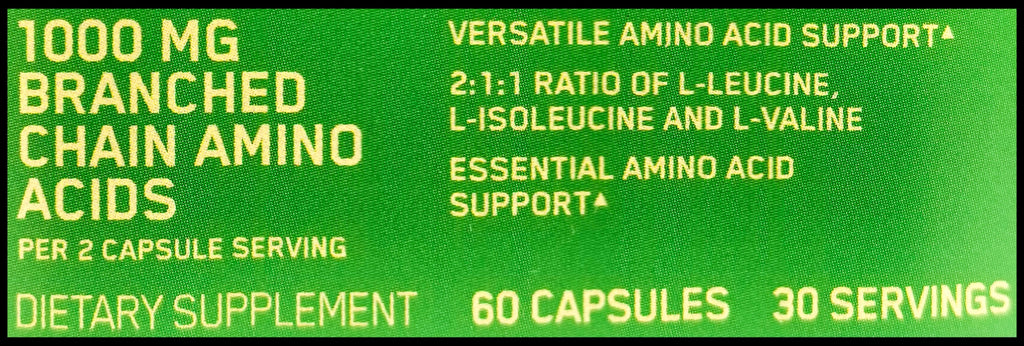 1000 MG
BRANCHED
CHAIN AMINO
ACIDS
PER 2 CAPSULE SERVING
DIETARY SUPPLEMENT
VERSATILE AMINO ACID SUPPORT▲
2:1:1 RATIO OF L-LEUCINE,
L-ISOLEUCINE AND L-VALINE
ESSENTIAL AMINO ACID
SUPPORT▲
60 CAPSULES 30 SERVINGS